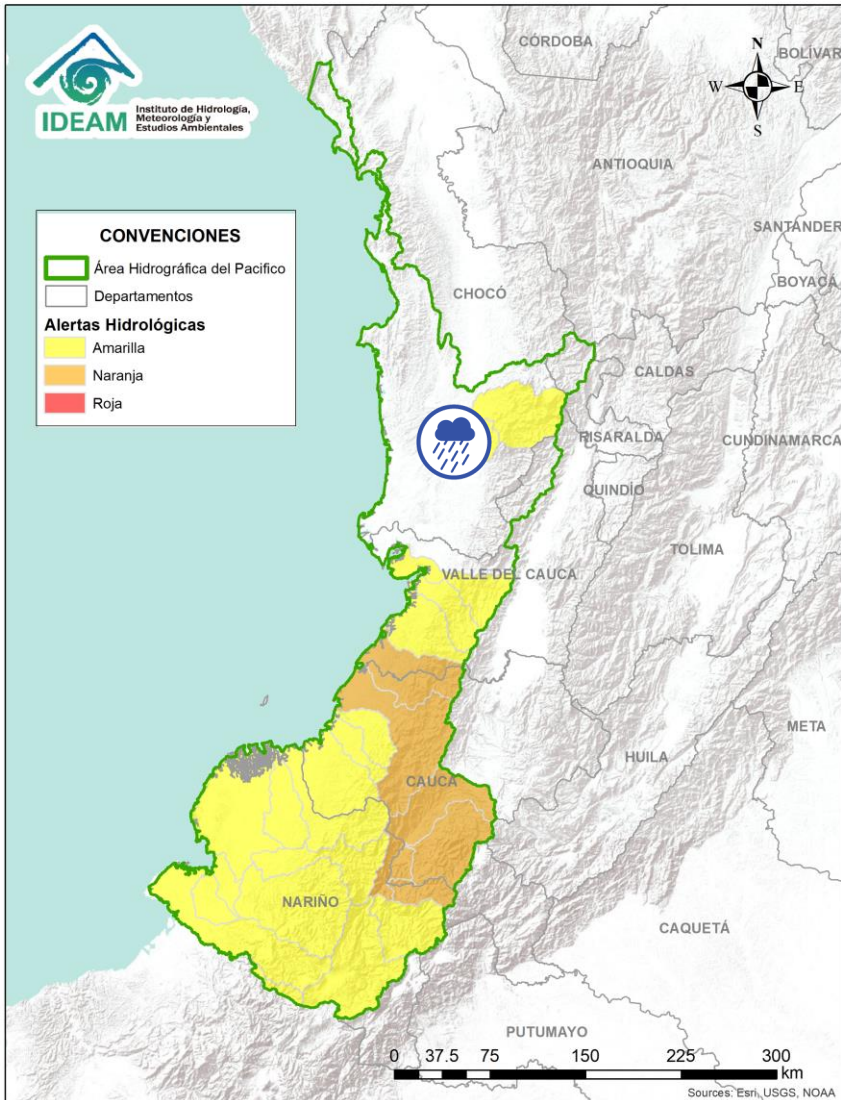 CÓRDOBA
BOLÍVAR
N
W
E
S
IDEAM
Instituto de Hidrología,
Meteorología y
Estudios Ambientales
ANTIOQUIA
SANTANDER
CONVENCIONES
Área Hidrográfica del Pacifico
Departamentos
Alertas Hidrológicas
Amarilla
Naranja
Roja
BOYACÁ
CHOCÓ
CALDAS
RISARALDA
CUNDINAMARCA
QUINDÍO
TOLIMA
VALLE DEL CAUCA
META
HUILA
CAUCA
NARIÑO
CAQUETÁ
PUTUMAYO
0 37.5 75 150 225 300
km
Sources: Esri, USGS, NOAA